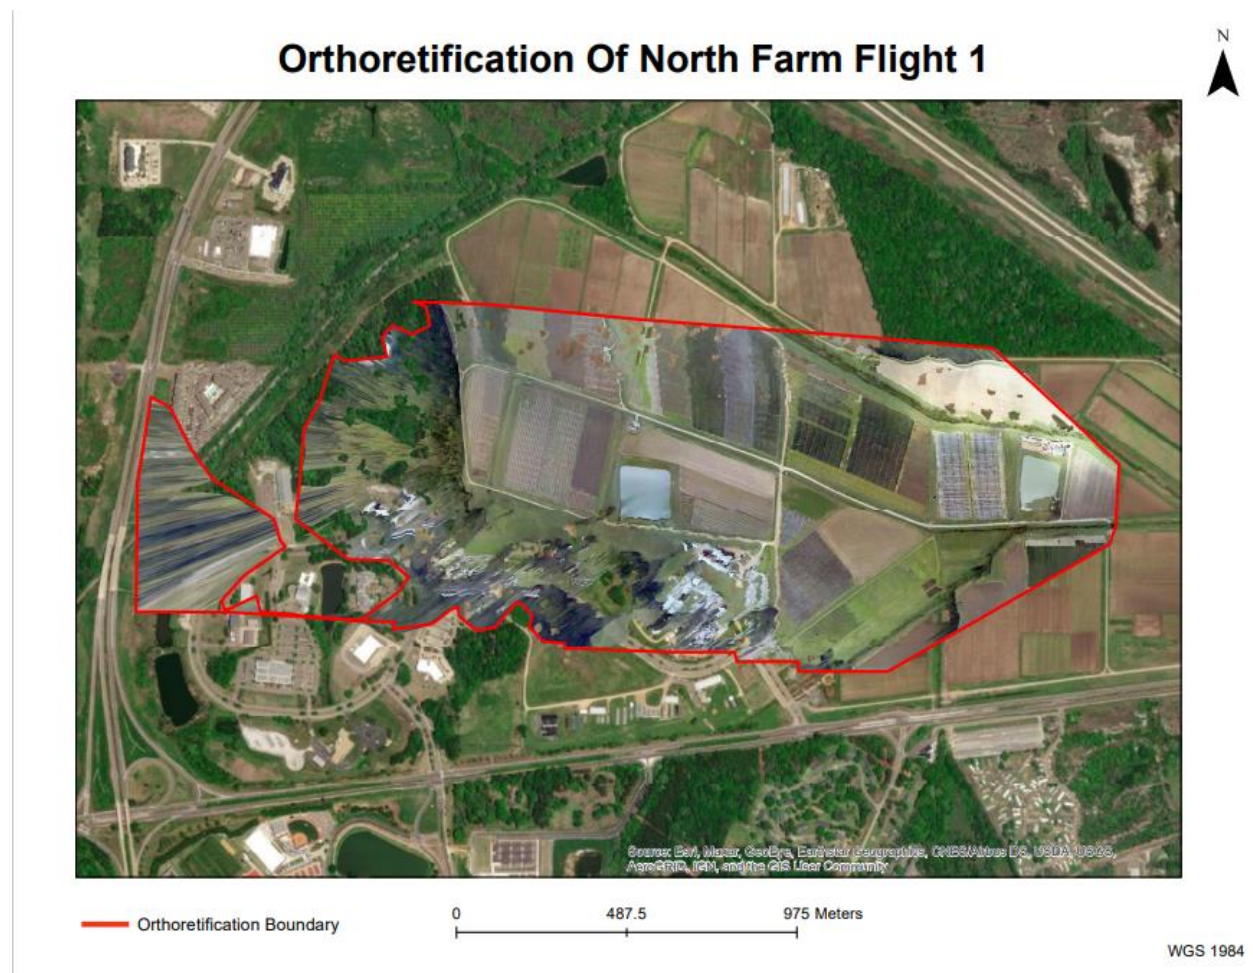 Orthoretification Of North Farm Flight 1
N
Source: Esri, Maxar, GeoEye, Earthstar Geographics, CNES/Airbus DS, USDA, USGS,
AeroGRID, IGN, and the GIS User Community
Orthoretification Boundary
0 487.5 975 Meters
WGS 1984